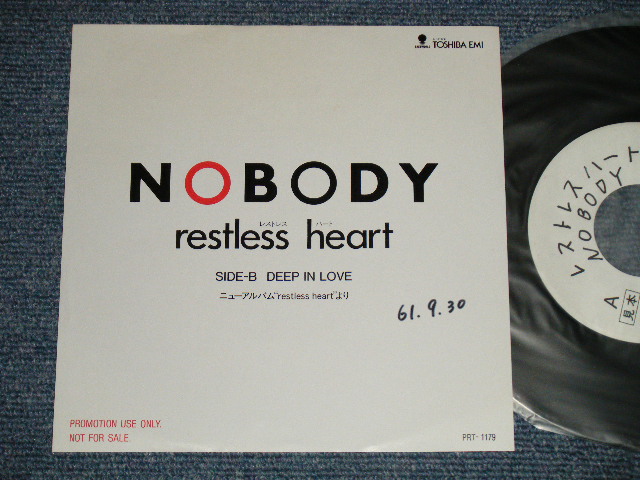 TOSHIBA EMI
NOBODY
レストレス ハート
restless heart
SIDE-B DEEP IN LOVE
ニューアルバム"restless heart"より
61.9.30
PROMOTION USE ONLY.
NOT FOR SALE.
PRT-1179
レストレスハート
NOBODY
A
見本